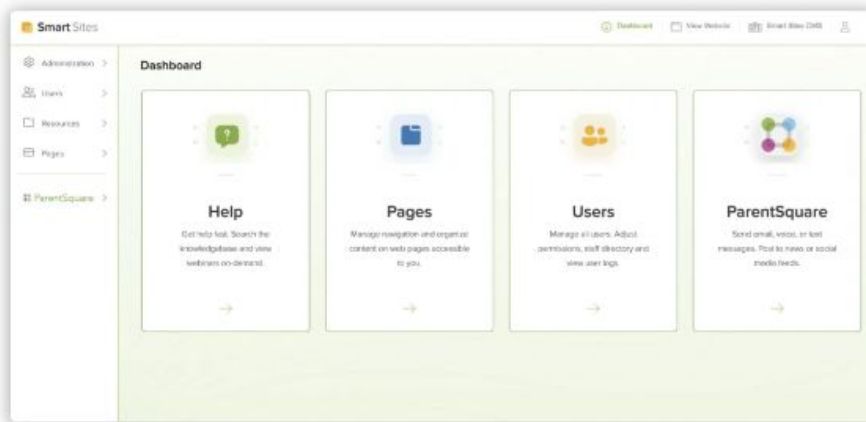 Smart Sites
Dashboard
View Website
Smart Sites CMS
Administration
Users
Resources
Pages
ParentSquare
Dashboard
Help
Get help fast. Search the
knowledgebase and view
webinars on-demand.
Pages
Manage navigation and organize
content on web pages accessible
to you.
Users
Manage all users. Adjust
permissions, staff directory and
view user logs.
ParentSquare
Send email, voice, or text
messages. Post to news or social
media feeds.